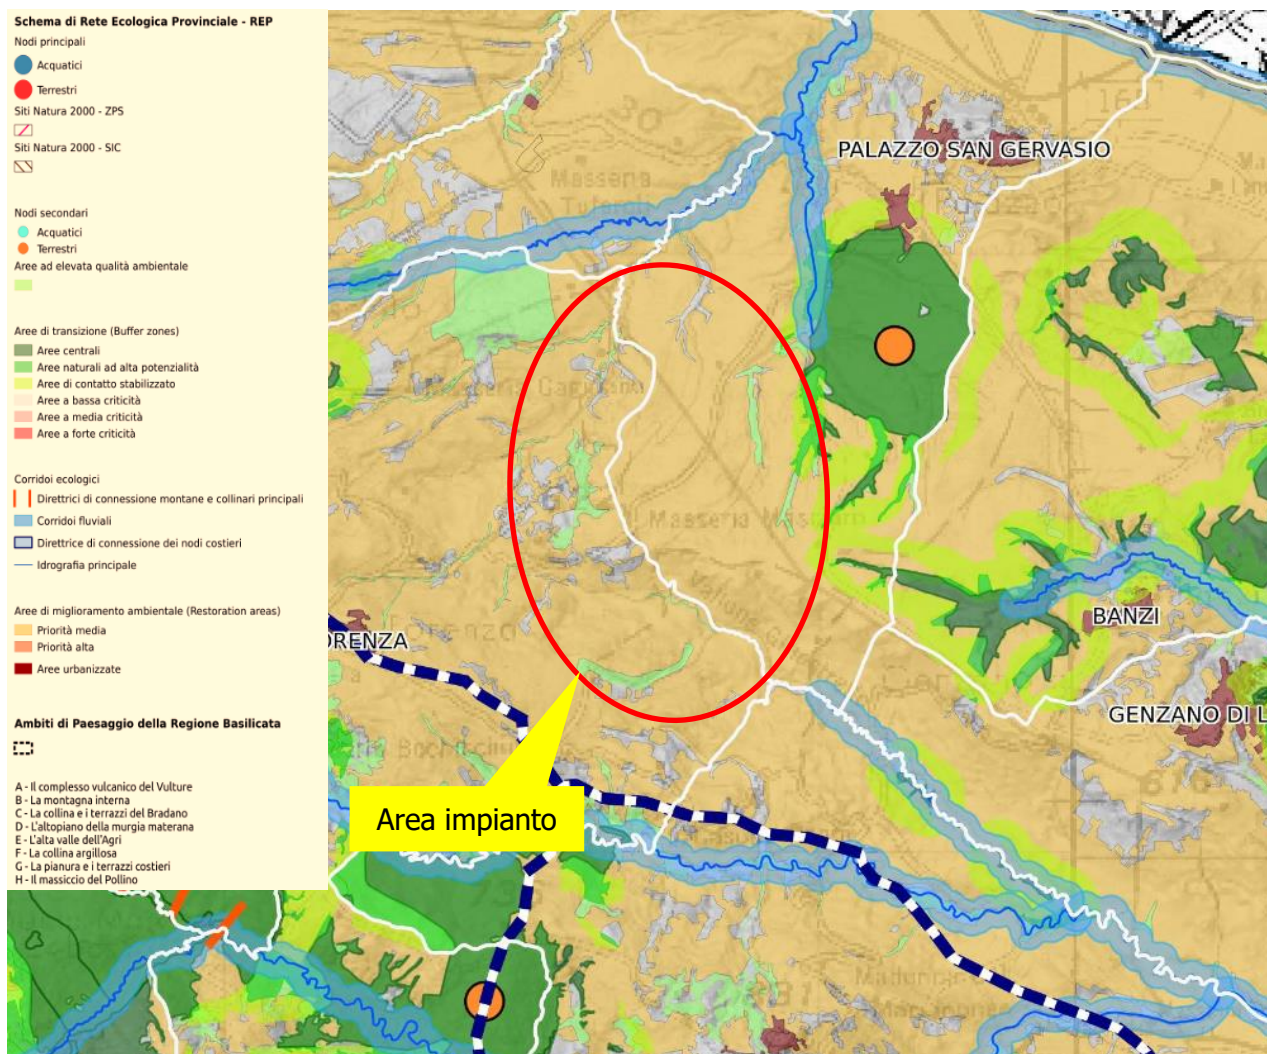 Schema di Rete Ecologica Provinciale - REP
Nodi principali
Acquatici
Terrestri
Siti Natura 2000 - ZPS
Siti Natura 2000 - SIC
Nodi secondari
Acquatici
Terrestri
Aree ad elevata qualità ambientale
Aree di transizione (Buffer zones)
Aree centrali
Aree naturali ad alta potenzialità
Aree di contatto stabilizzato
Aree a bassa criticità
Aree a media criticità
Aree a forte criticità
Corridoi ecologici
Direttrici di connessione montane e collinari principali
Corridoi fluviali
Direttrice di connessione dei nodi costieri
Idrografia principale
Aree di miglioramento ambientale (Restoration areas)
Priorità media
Priorità alta
Aree urbanizzate
Ambiti di Paesaggio della Regione Basilicata
A - Il complesso vulcanico del Vulture
B - La montagna interna
C - La collina e i terrazzi del Bradano
D - L'altopiano della murgia materana
E - L'alta valle dell'Agri
F - La collina argillosa
G - La pianura e i terrazzi costieri
H - Il massiccio del Pollino
PALAZZO SAN GERVASIO
Masseria
Masseria
BANZI
ORENZA
GENZANO DI L
Area impianto